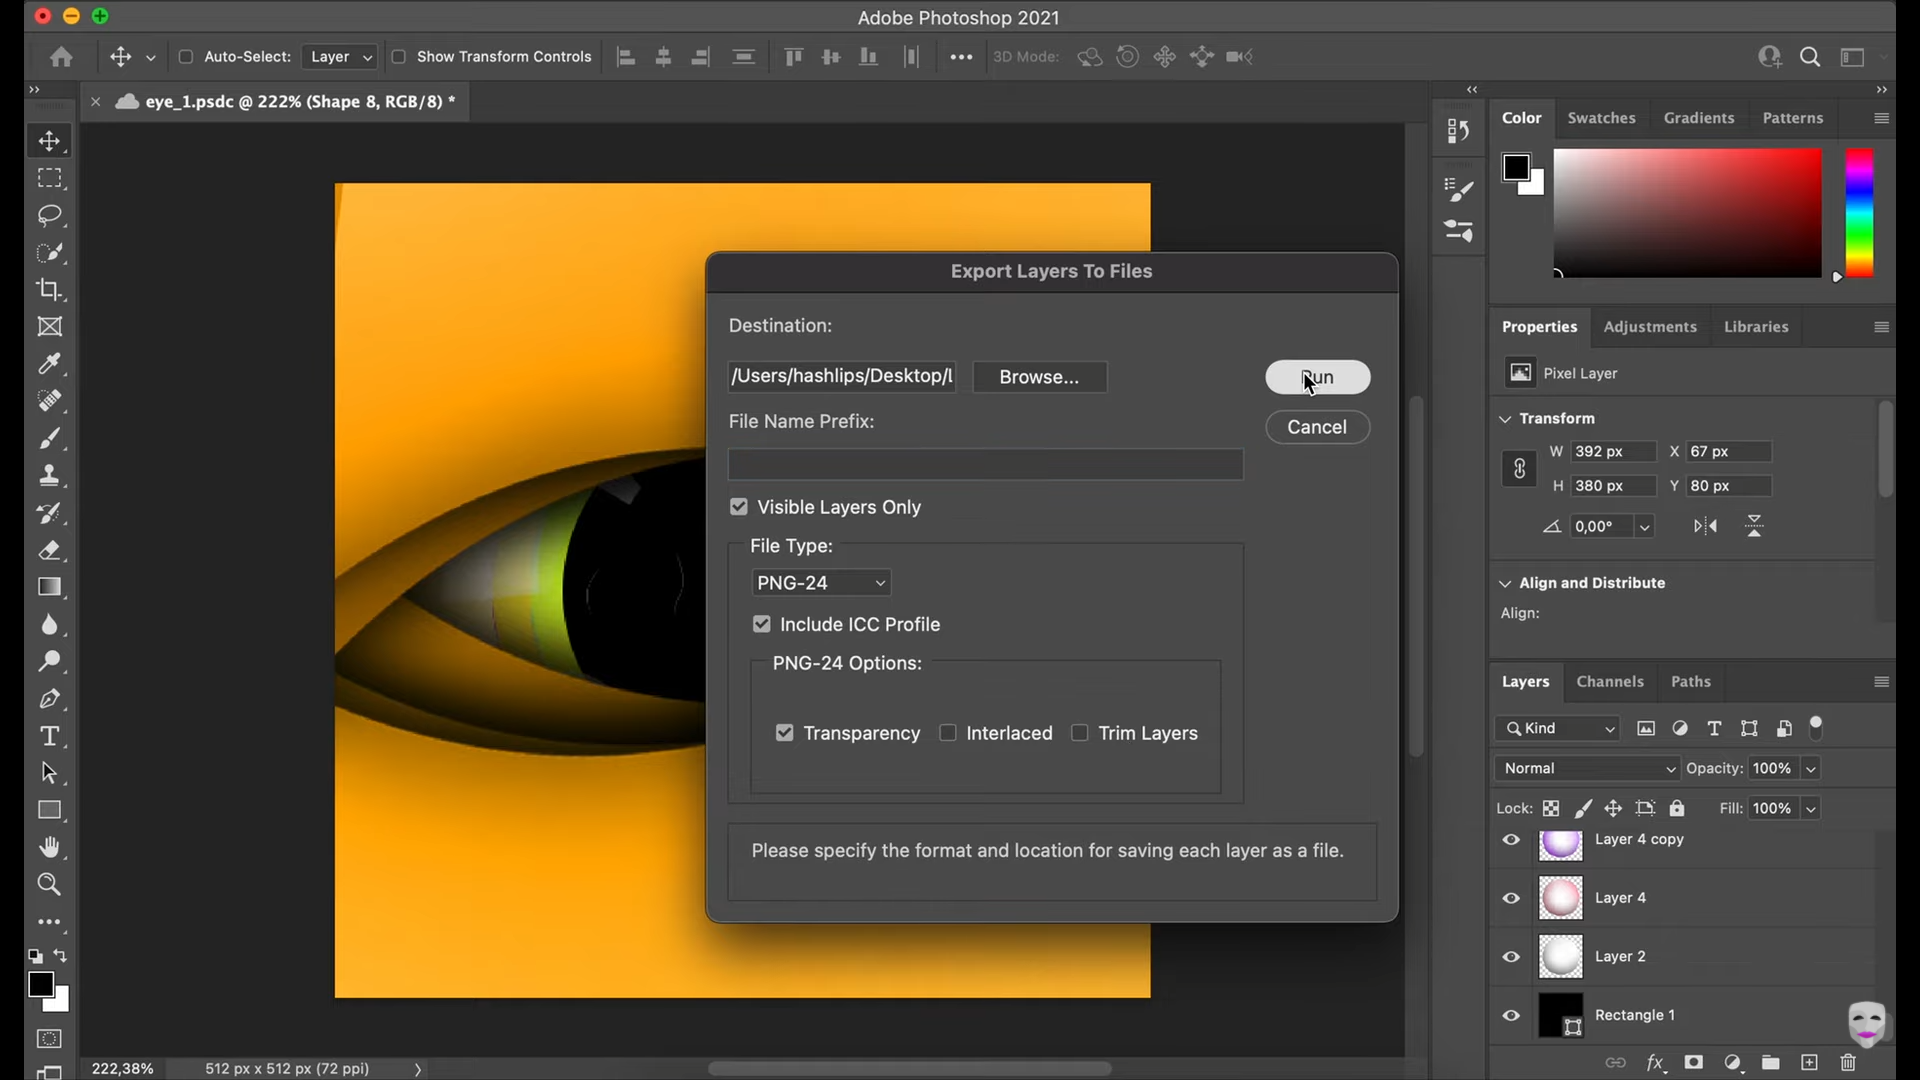 Adobe Photoshop 2021
Auto-Select: Layer Show Transform Controls 3D Mode:
eye_1.psdc @ 222% (Shape 8, RGB/8) *
Color Swatches Gradients Patterns
Export Layers To Files
Destination:
/Users/hashlips/Desktop/ Browse... Run
File Name Prefix:
Cancel
Visible Layers Only
File Type:
PNG-24
Include ICC Profile
PNG-24 Options:
Transparency Interlaced Trim Layers
Please specify the format and location for saving each layer as a file.
Properties Adjustments Libraries
Pixel Layer
Transform
W 392 px X 67 px
H 380 px Y 80 px
0,00°
Align and Distribute
Align:
Layers Channels Paths
Kind
Normal Opacity: 100%
Lock: Fill: 100%
Layer 4 copy
Layer 4
Layer 2
Rectangle 1
fx
222,38% 512 px x 512 px (72 ppi)